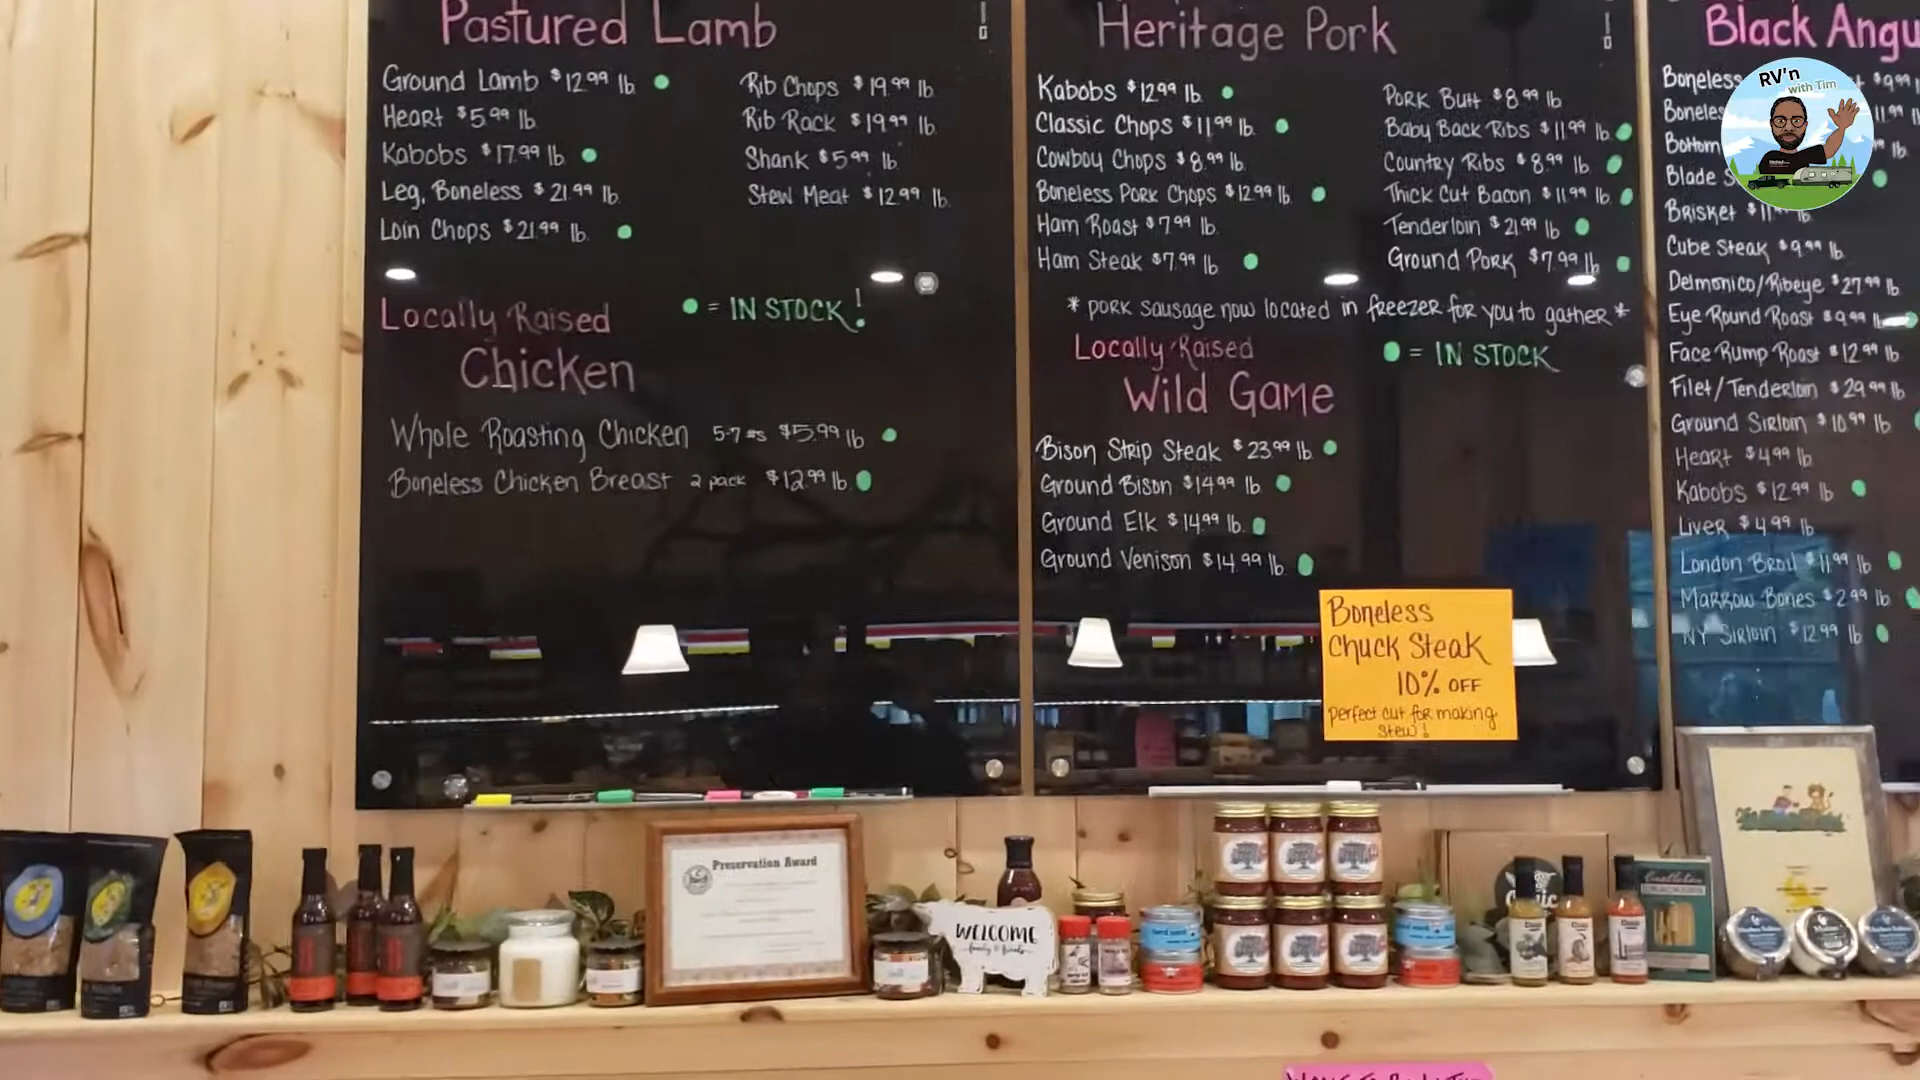 Pastured Lamb
Ground Lamb $12.99 lb.
Heart $5.99 lb.
Kabobs $17.99 lb.
Leg, Boneless $21.99 lb.
Loin Chops $21.99 lb.
Rib Chops $19.99 lb.
Rib Rack $19.99 lb.
Shank $5.99 lb.
Stew Meat $12.99 lb.
= IN STOCK!
Locally Raised
Chicken
Whole Roasting Chicken 5-7 #s $5.99 lb
Boneless Chicken Breast 2 pack $12.99 lb.
Heritage Pork
Kabobs $12.99 lb.
Classic Chops $11.99 lb.
Cowboy Chops $8.99 lb.
Boneless Pork Chops $12.99 lb.
Ham Roast $7.99 lb.
Ham Steak $7.99 lb.
Pork Butt $8.99 lb
Baby Back Ribs $11.99 lb.
Country Ribs $8.99 lb.
Thick Cut Bacon $11.99 lb.
Tenderloin $21.99 lb
Ground Pork $7.99 lb
* pork sausage now located in freezer for you to gather *
Locally Raised
Wild Game
= IN STOCK
Bison Strip Steak $23.99 lb.
Ground Bison $14.99 lb.
Ground Elk $14.99 lb.
Ground Venison $14.99 lb.
Boneless
Chuck Steak
10% OFF
perfect cut for making
stew!
Black Angu
Boneless
Bottom
Brisket
Cube Steak $9.99 lb.
Delmonico/Ribeye $27.99 lb.
Eye Round Roast $9.99
Face Rump Roast $12.99 lb.
Filet/Tenderloin $29.99 lb
Ground Sirloin $10.99 lb
Heart $4.99 lb
Kabobs $12.99 lb
Liver $4.99 lb
London Broil $11.99 lb
Marrow Bones $2.99 lb
NY Sirloin $12.99 lb
RV'n
with Tim
Preservation Award
WELCOME
family & friends